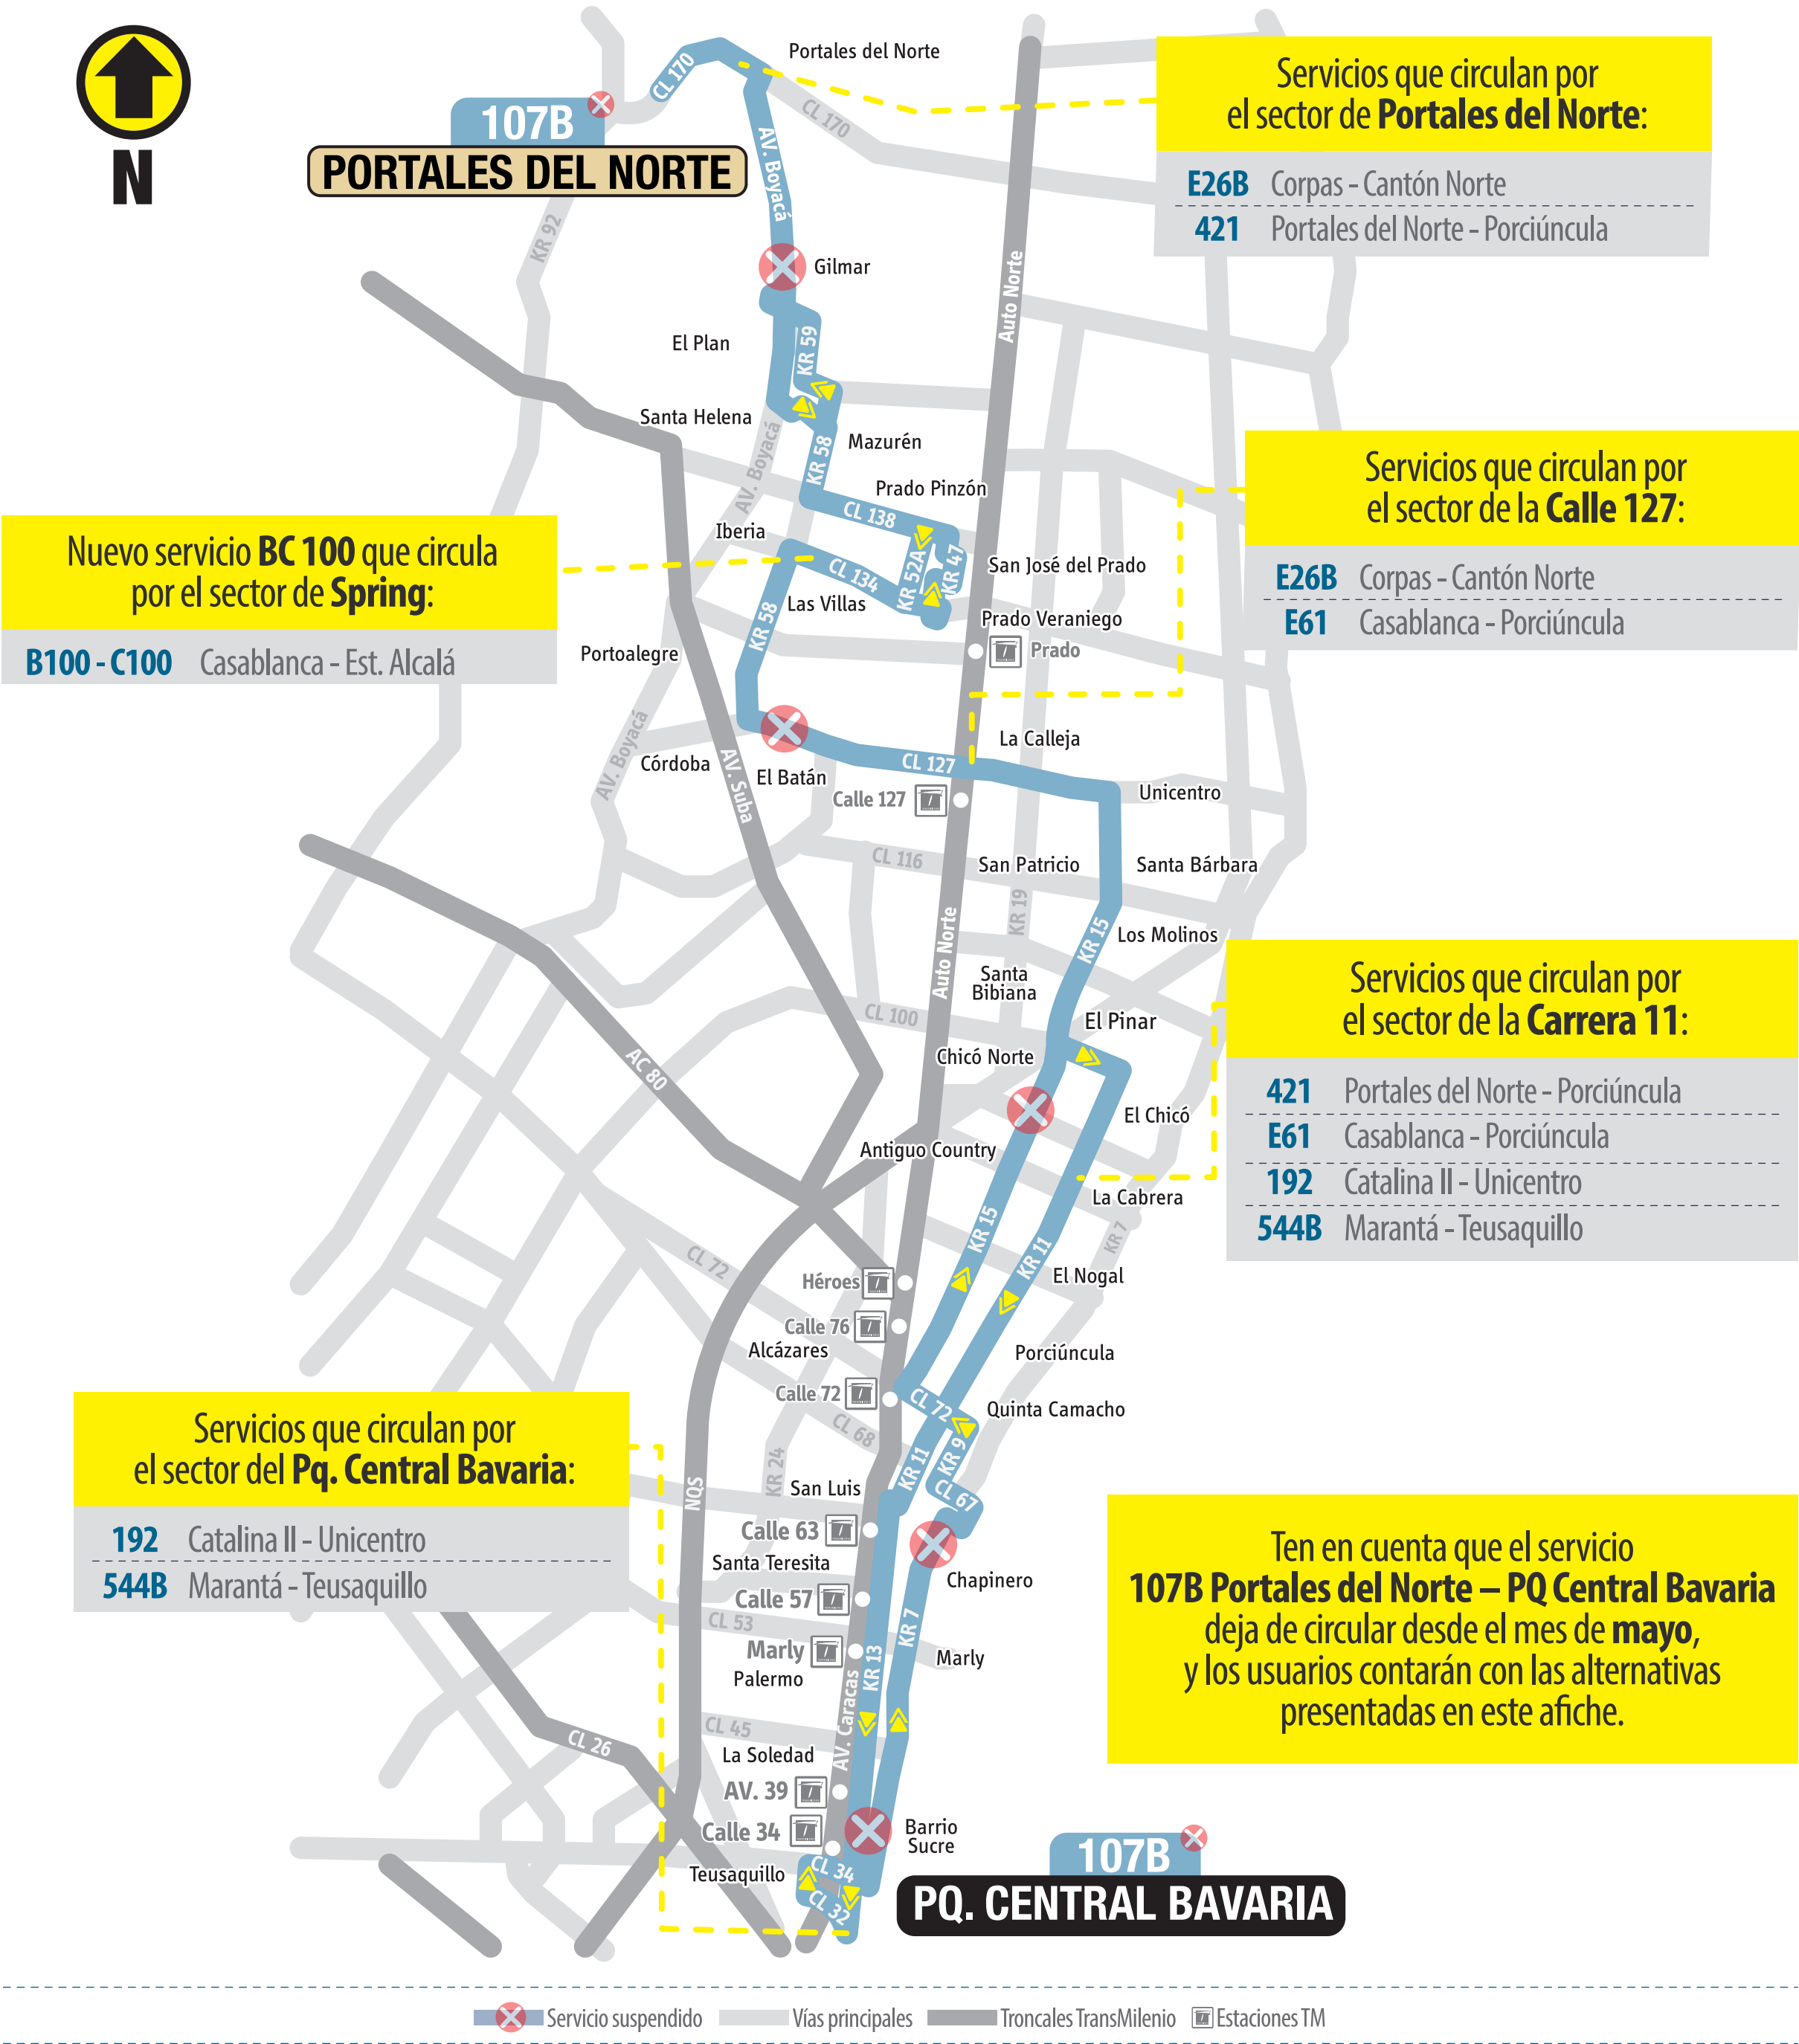 N
107B
PORTALES DEL NORTE
CL 170
Portales del Norte
CL 170
AV. Boyacá
KR 92
Servicios que circulan por
el sector de Portales del Norte:
E26B Corpas - Cantón Norte
421 Portales del Norte - Porciúncula
Gilmar
Auto Norte
El Plan
KR 59
Santa Helena
Mazurén
AV. Boyacá
KR 58
Prado Pinzón
CL 138
Iberia
Servicios que circulan por
el sector de la Calle 127:
E26B Corpas - Cantón Norte
E61 Casablanca - Porciúncula
Nuevo servicio BC 100 que circula
por el sector de Spring:
B100 - C100 Casablanca - Est. Alcalá
CL 134
KR 52A
KR 47
San José del Prado
Las Villas
Prado Veraniego
KR 58
Portoalegre
Prado
AV. Boyacá
Córdoba
AV. Suba
El Batán
CL 127
La Calleja
Calle 127
Unicentro
CL 116
San Patricio
Santa Bárbara
KR 19
Auto Norte
KR 15
Los Molinos
Santa
Bibiana
CL 100
El Pinar
Chicó Norte
AC 80
Servicios que circulan por
el sector de la Carrera 11:
421 Portales del Norte - Porciúncula
E61 Casablanca - Porciúncula
192 Catalina II - Unicentro
544B Marantá - Teusaquillo
El Chicó
Antiguo Country
La Cabrera
KR 15
KR 11
KR 7
CL 72
El Nogal
Héroes
Calle 76
Alcázares
Porciúncula
Calle 72
CL 72
Quinta Camacho
CL 68
KR 9
KR 11
KR 24
NQS
CL 67
San Luis
Servicios que circulan por
el sector del Pq. Central Bavaria:
192 Catalina II - Unicentro
544B Marantá - Teusaquillo
Calle 63
Santa Teresita
Chapinero
Calle 57
CL 53
KR 7
Marly
Marly
KR 13
Palermo
AV. Caracas
CL 45
CL 26
La Soledad
AV. 39
Calle 34
Barrio
Sucre
Teusaquillo
CL 34
CL 32
Ten en cuenta que el servicio
107B Portales del Norte – PQ Central Bavaria
deja de circular desde el mes de mayo,
y los usuarios contarán con las alternativas
presentadas en este afiche.
107B
PQ. CENTRAL BAVARIA
Servicio suspendido Vías principales Troncales TransMilenio Estaciones TM